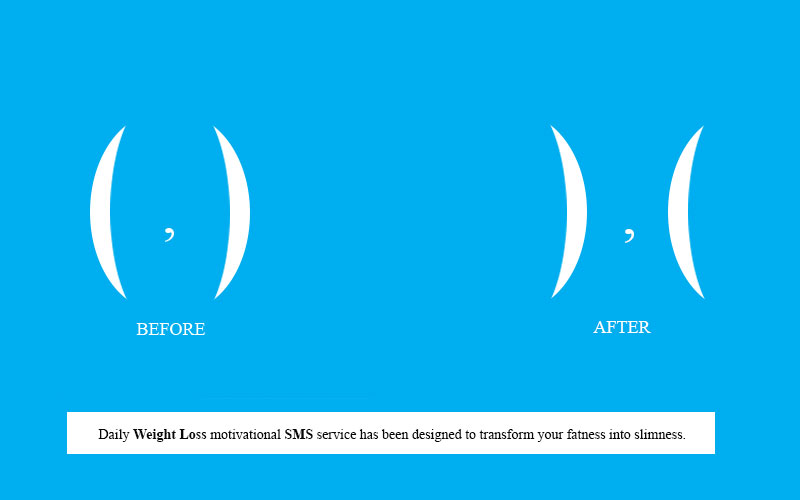 ( , ) ) , (
BEFORE AFTER
Daily Weight Loss motivational SMS service has been designed to transform your fatness into slimness.